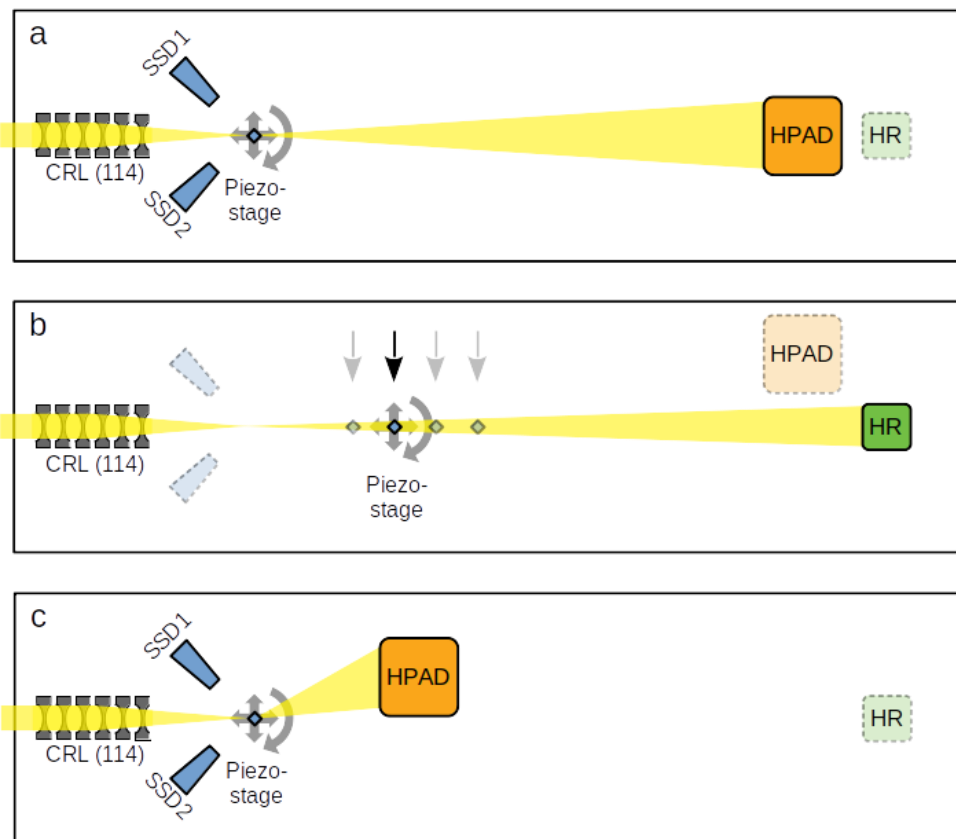 a
SSD1
HPAD
HR
CRL (114)
SSD2
Piezo-
stage
b
HPAD
HR
CRL (114)
Piezo-
stage
c
SSD1
HPAD
HR
CRL (114)
SSD2
Piezo-
stage